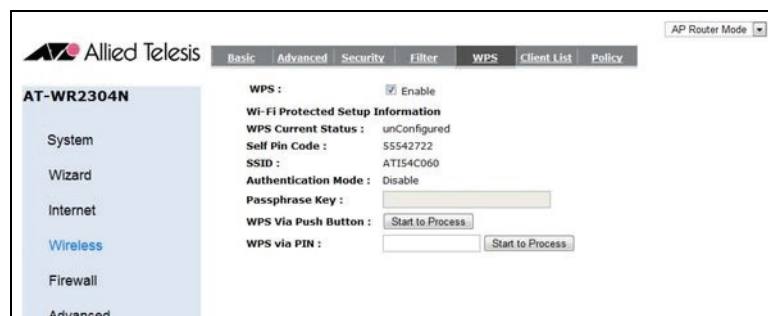 AP Router Mode
Allied Telesis
Basic Advanced Security Filter WPS Client List Policy
AT-WR2304N
System
Wizard
Internet
Wireless
Firewall
Advanced
WPS : Enable
Wi-Fi Protected Setup Information
WPS Current Status : unConfigured
Self Pin Code : 55542722
SSID : ATI54C060
Authentication Mode : Disable
Passphrase Key :
WPS Via Push Button : Start to Process
WPS via PIN : Start to Process